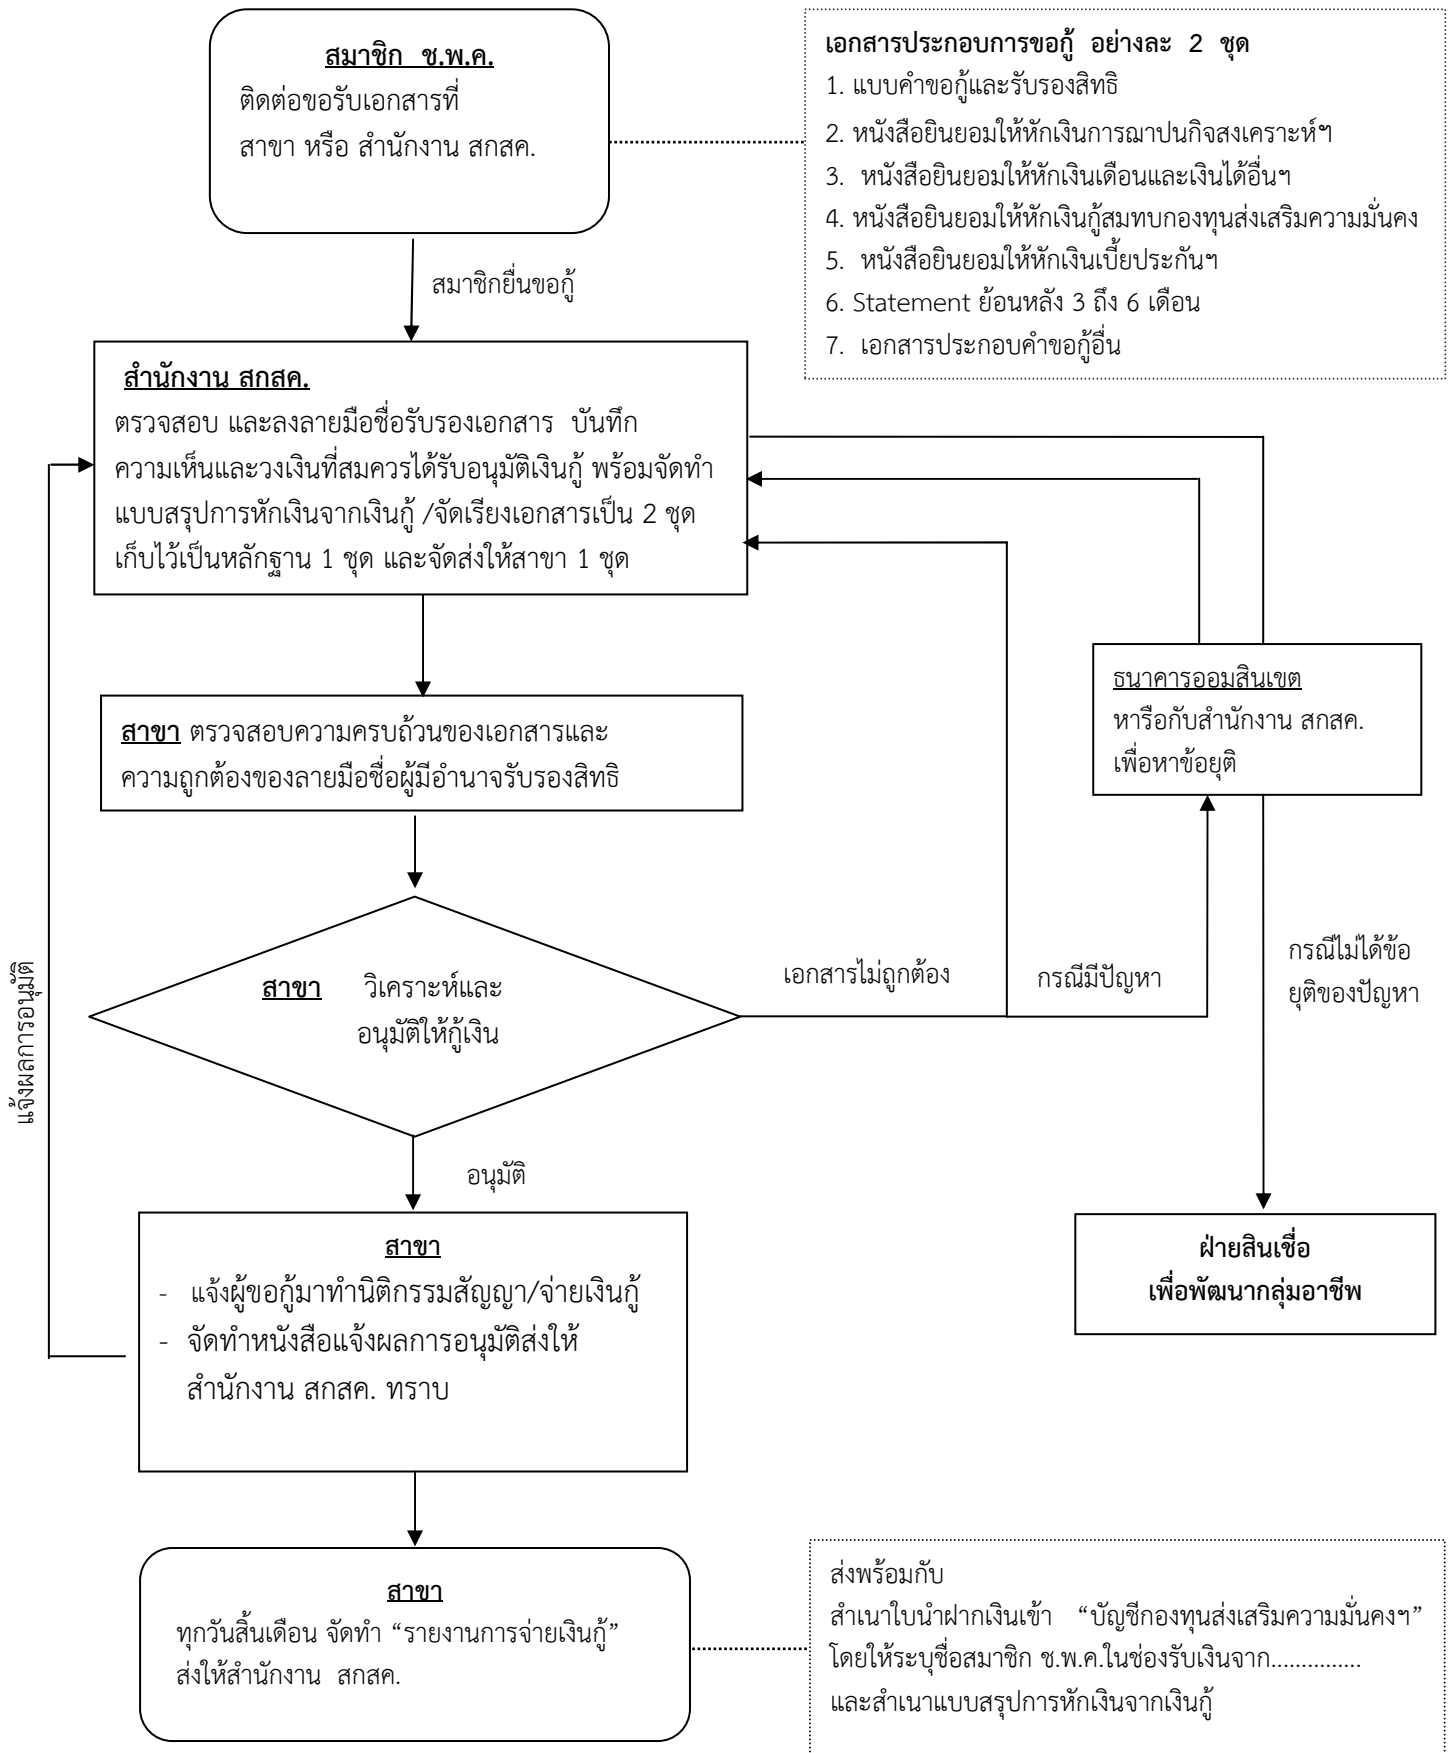 สมาชิก ช.พ.ค.
ติดต่อขอรับเอกสารที่
สาขา หรือ สำนักงาน สกสค.
เอกสารประกอบการขอกู้ อย่างละ 2 ชุด
1. แบบคำขอกู้และรับรองสิทธิ
2. หนังสือยินยอมให้หักเงินการฌาปนกิจสงเคราะห์ฯ
3. หนังสือยินยอมให้หักเงินเดือนและเงินได้อื่นฯ
4. หนังสือยินยอมให้หักเงินกู้สมทบกองทุนส่งเสริมความมั่นคง
5. หนังสือยินยอมให้หักเงินเบี้ยประกันฯ
6. Statement ย้อนหลัง 3 ถึง 6 เดือน
7. เอกสารประกอบคำขอกู้อื่น
สมาชิกยื่นขอกู้
สำนักงาน สกสค.
ตรวจสอบ และลงลายมือชื่อรับรองเอกสาร บันทึก
ความเห็นและวงเงินที่สมควรได้รับอนุมัติเงินกู้ พร้อมจัดทำ
แบบสรุปการหักเงินจากเงินกู้ /จัดเรียงเอกสารเป็น 2 ชุด
เก็บไว้เป็นหลักฐาน 1 ชุด และจัดส่งให้สาขา 1 ชุด
ธนาคารออมสินเขต
หารือกับสำนักงาน สกสค.
เพื่อหาข้อยุติ
สาขา ตรวจสอบความครบถ้วนของเอกสารและ
ความถูกต้องของลายมือชื่อผู้มีอำนาจรับรองสิทธิ
สาขา วิเคราะห์และ
อนุมัติให้กู้เงิน
เอกสารไม่ถูกต้อง
กรณีมีปัญหา
กรณีไม่ได้ข้อ
ยุติของปัญหา
แจ้งผลการอนุมัติ
อนุมัติ
สาขา
- แจ้งผู้ขอกู้มาทำนิติกรรมสัญญา/จ่ายเงินกู้
- จัดทำหนังสือแจ้งผลการอนุมัติส่งให้
สำนักงาน สกสค. ทราบ
ฝ่ายสินเชื่อ
เพื่อพัฒนากลุ่มอาชีพ
สาขา
ทุกวันสิ้นเดือน จัดทำ “รายงานการจ่ายเงินกู้”
ส่งให้สำนักงาน สกสค.
ส่งพร้อมกับ
สำเนาใบนำฝากเงินเข้า “บัญชีกองทุนส่งเสริมความมั่นคงฯ”
โดยให้ระบุชื่อสมาชิก ช.พ.ค.ในช่องรับเงินจาก...............
และสำเนาแบบสรุปการหักเงินจากเงินกู้